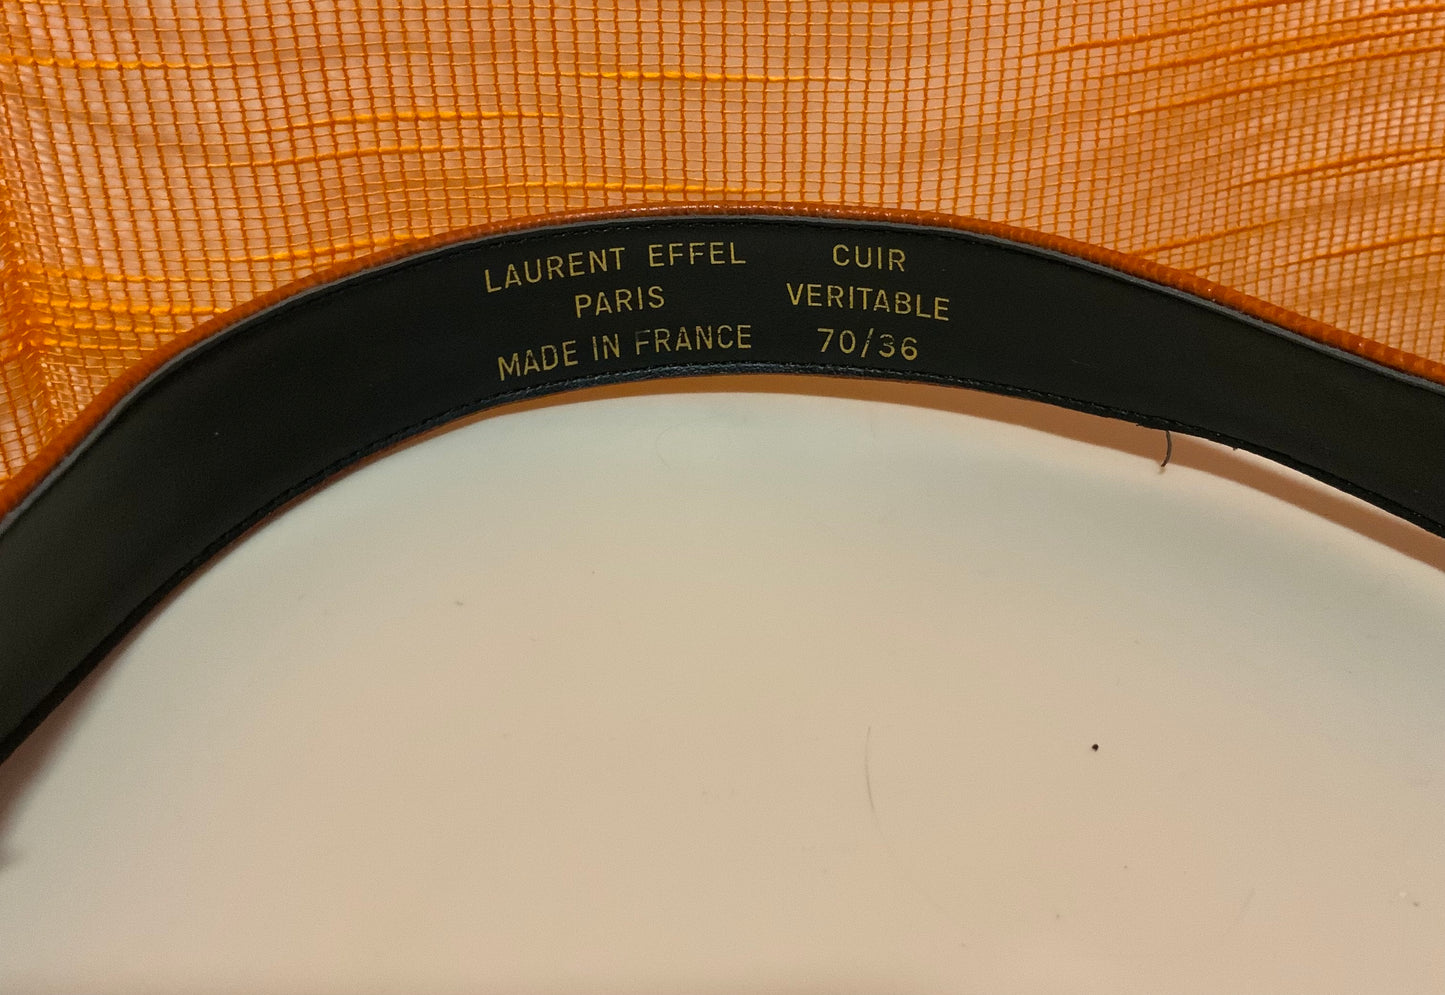 LAURENT EFFEL
PARIS
MADE IN FRANCE
CUIR
VERITABLE
70/36